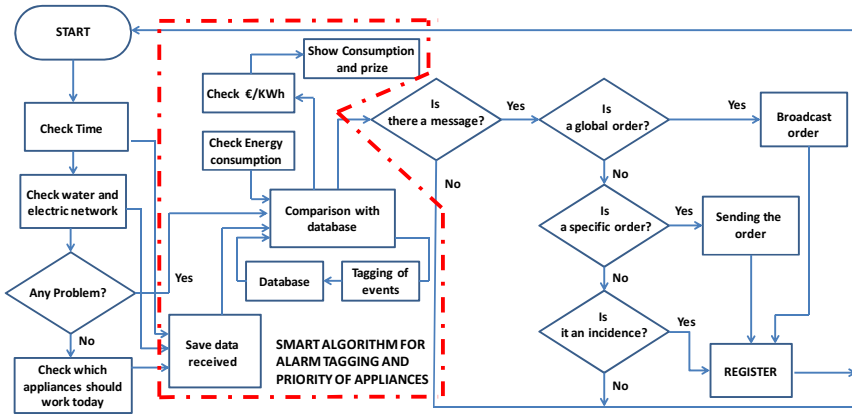 START
Check Time
Check water and
electric network
Any Problem?
Yes
No
Check which
appliances should
work today
Show Consumption
and prize
Check €/KWh
Check Energy
consumption
Comparison with
database
Database
Tagging of
events
Save data
received
SMART ALGORITHM FOR
ALARM TAGGING AND
PRIORITY OF APPLIANCES
Is
there a message?
Yes
No
Is
a global order?
Yes
No
Broadcast
order
Is
a specific order?
Yes
No
Sending the
order
Is
it an incidence?
Yes
No
REGISTER